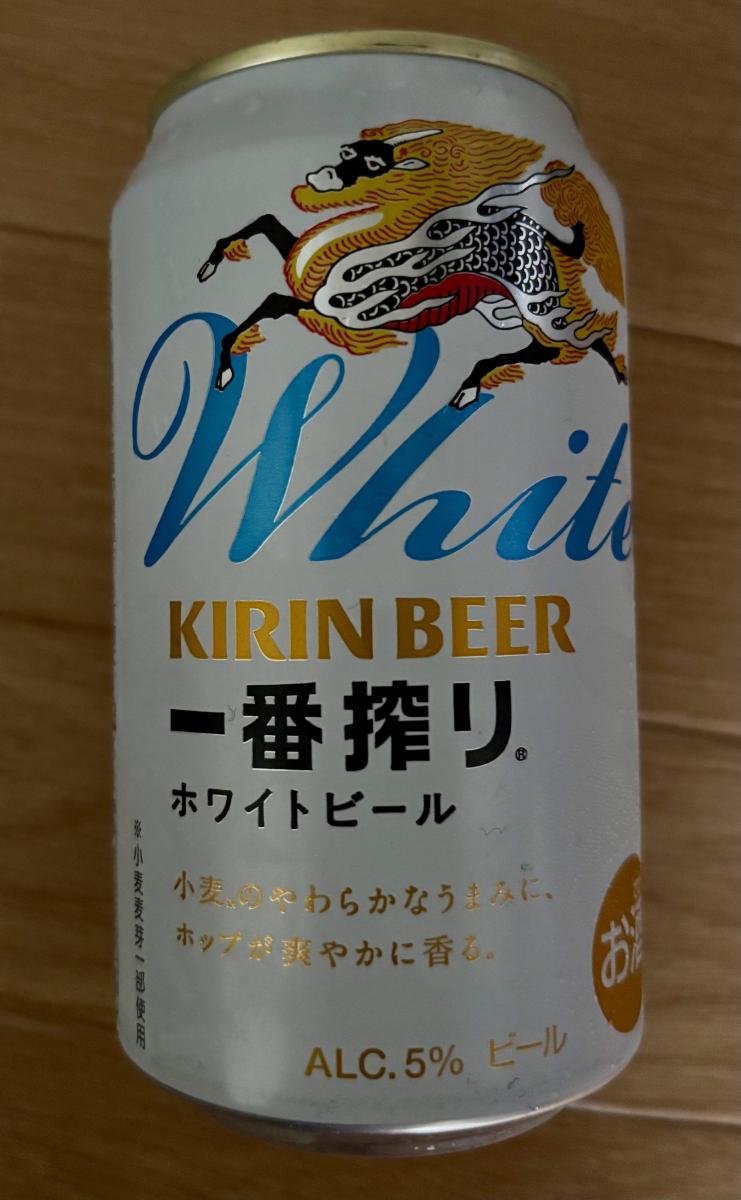 White
KIRIN BEER
一番搾り®
ホワイトビール
小麦※のやわらかなうまみに、
ホップが爽やかに香る。
※小麦麦芽一部使用
お酒
ALC.5% ビール